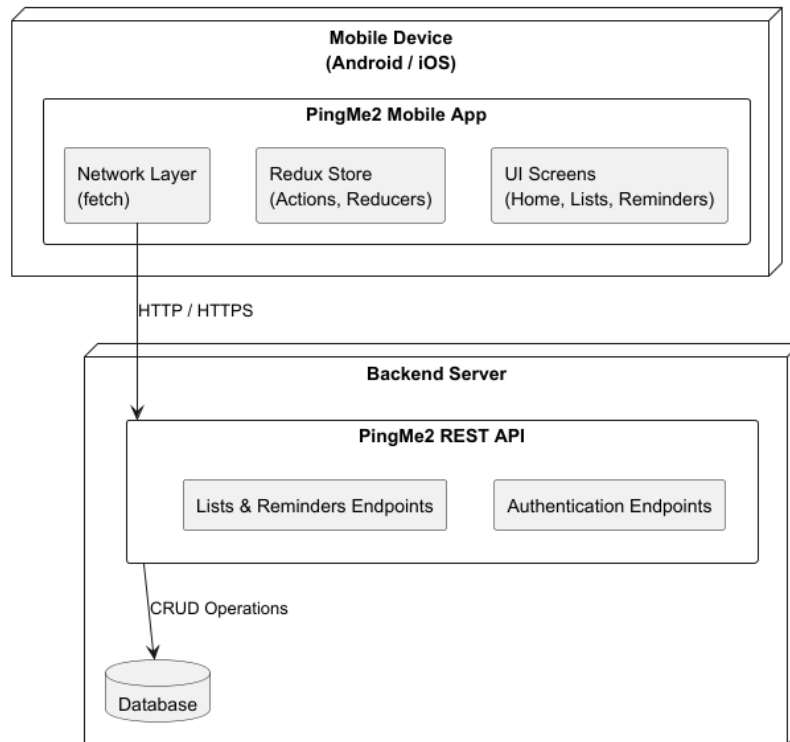 Mobile Device
(Android / iOS)
PingMe2 Mobile App
Network Layer
(fetch)
Redux Store
(Actions, Reducers)
UI Screens
(Home, Lists, Reminders)
HTTP / HTTPS
Backend Server
PingMe2 REST API
Lists & Reminders Endpoints
Authentication Endpoints
CRUD Operations
Database